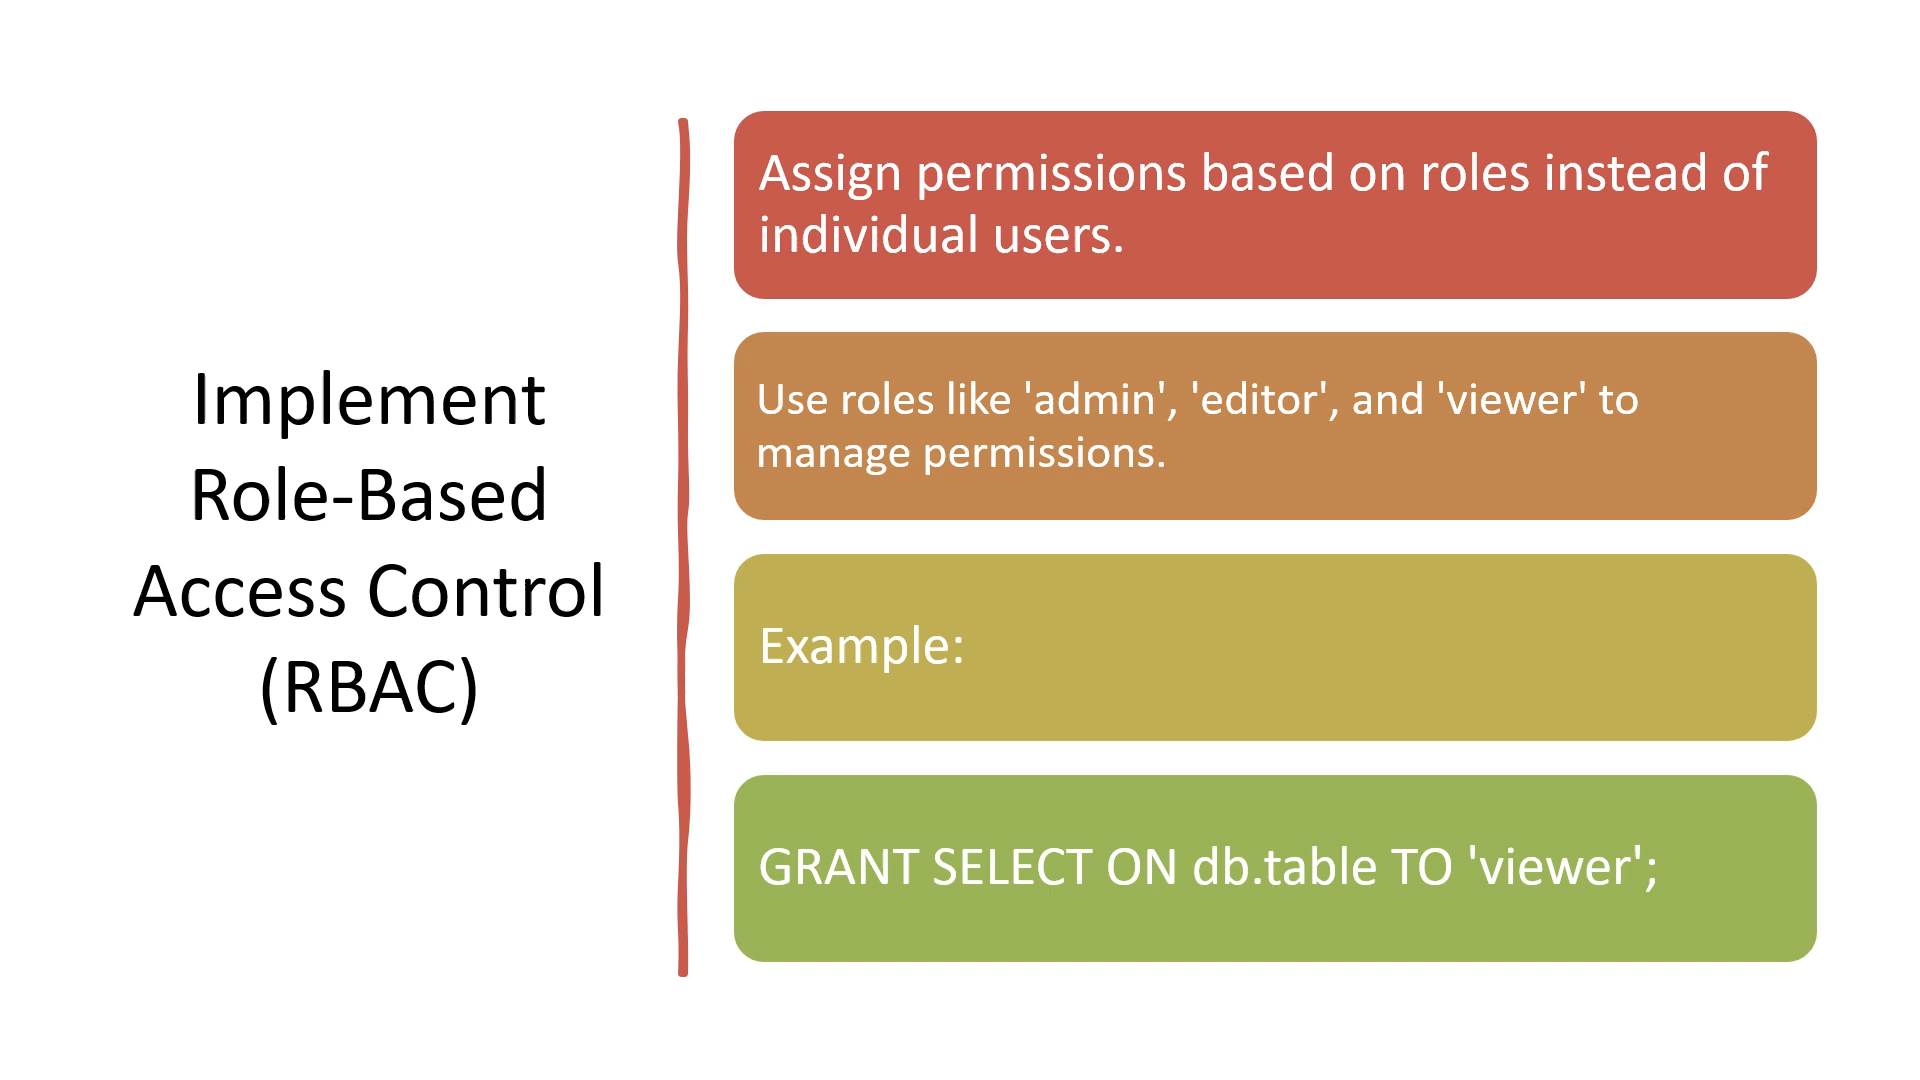 Implement
Role-Based
Access Control
(RBAC)
Assign permissions based on roles instead of
individual users.
Use roles like 'admin', 'editor', and 'viewer' to
manage permissions.
Example:
GRANT SELECT ON db.table TO 'viewer';